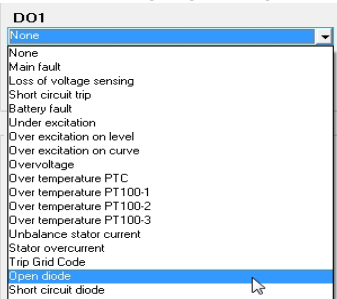 DO1
None
None
Main fault
Loss of voltage sensing
Short circuit trip
Battery fault
Under excitation
Over excitation on level
Over excitation on curve
Overvoltage
Over temperature PTC
Over temperature PT100-1
Over temperature PT100-2
Over temperature PT100-3
Unbalance stator current
Stator overcurrent
Trip Grid Code
Open diode
Short circuit diode